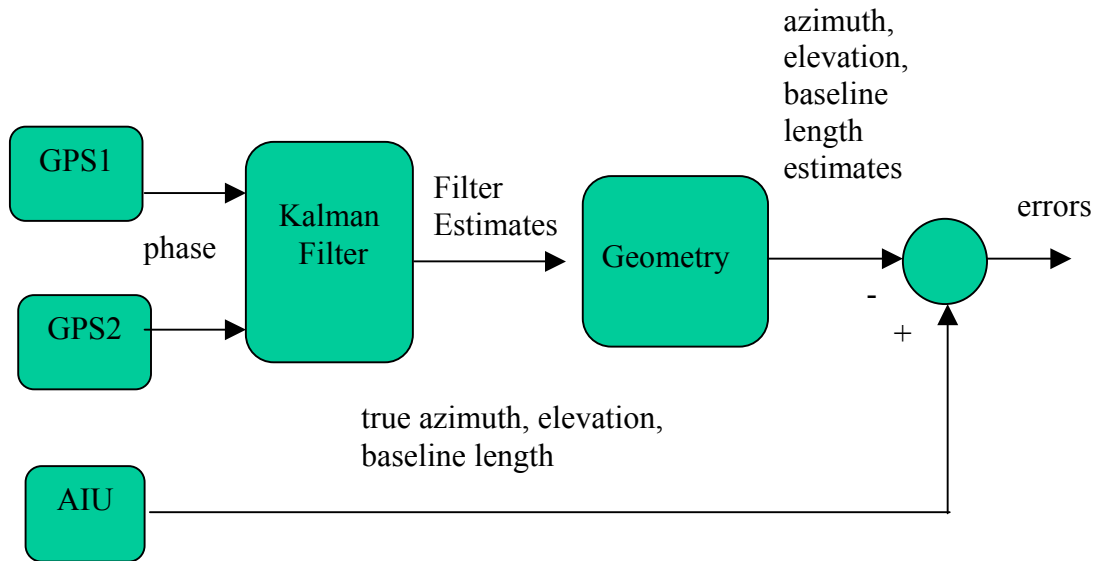 azimuth,
elevation,
baseline
length
estimates
GPS1
phase
Kalman
Filter
Filter
Estimates
Geometry
errors
GPS2
-
+
true azimuth, elevation,
baseline length
AIU